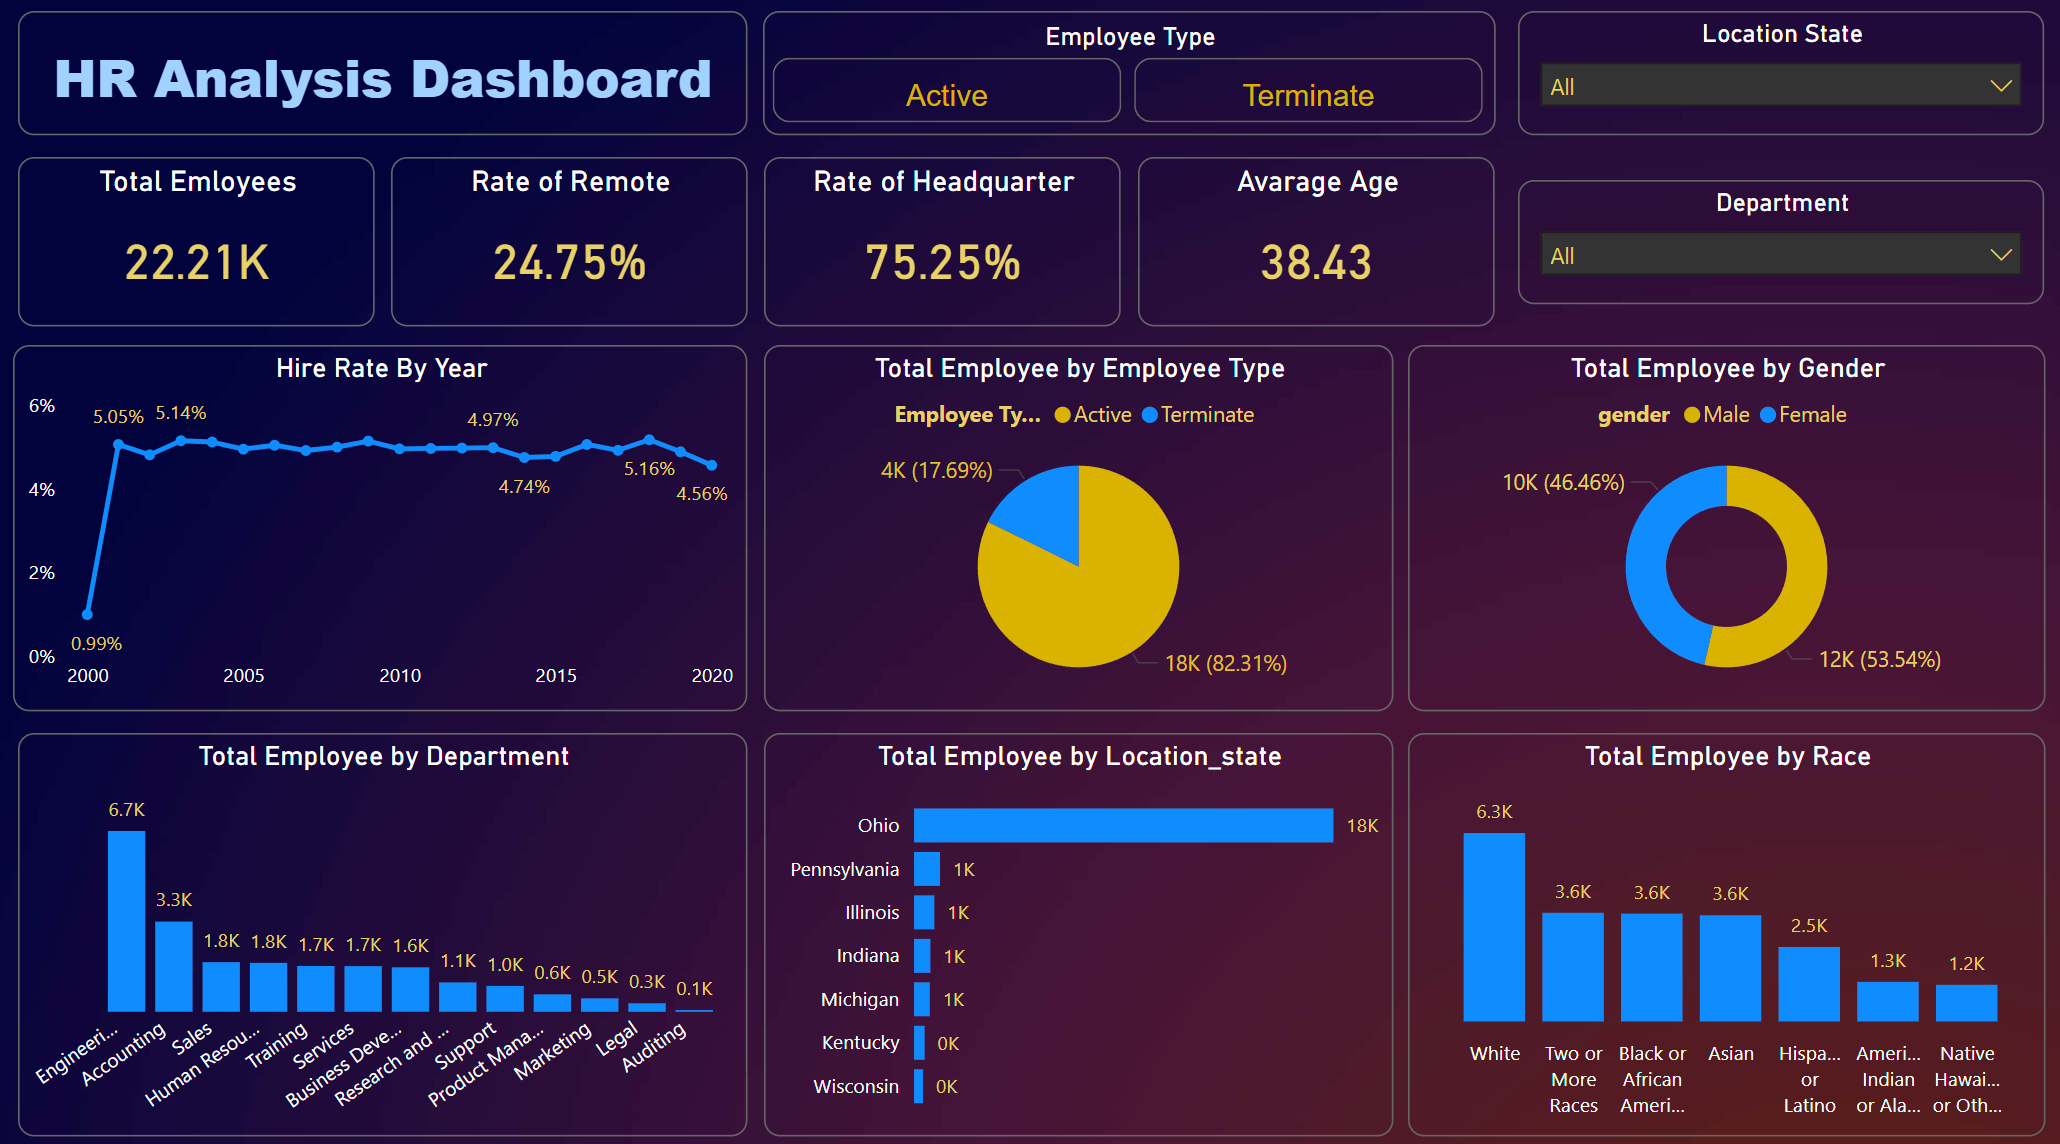 HR Analysis Dashboard
Employee Type
Active
Terminate
Location State
All
Total Emloyees
22.21K
Rate of Remote
24.75%
Rate of Headquarter
75.25%
Avarage Age
38.43
Department
All
Hire Rate By Year
6%
4%
2%
0%
5.05%
5.14%
4.97%
4.74%
5.16%
4.56%
0.99%
2000
2005
2010
2015
2020
Total Employee by Employee Type
Employee Ty... Active Terminate
4K (17.69%)
18K (82.31%)
Total Employee by Gender
gender Male Female
10K (46.46%)
12K (53.54%)
Total Employee by Department
6.7K
3.3K
1.8K
1.8K
1.7K
1.7K
1.6K
1.1K
1.0K
0.6K
0.5K
0.3K
0.1K
Engineeri...
Accounting
Sales
Human Resou...
Training
Services
Business Deve...
Research and ...
Support
Product Mana...
Marketing
Legal
Auditing
Total Employee by Location_state
Ohio 18K
Pennsylvania 1K
Illinois 1K
Indiana 1K
Michigan 1K
Kentucky 0K
Wisconsin 0K
Total Employee by Race
6.3K
3.6K
3.6K
3.6K
2.5K
1.3K
1.2K
White
Two or
More
Races
Black or
African
Ameri...
Asian
Hispa...
or
Latino
Ameri...
Indian
or Ala...
Native
Hawai...
or Oth...